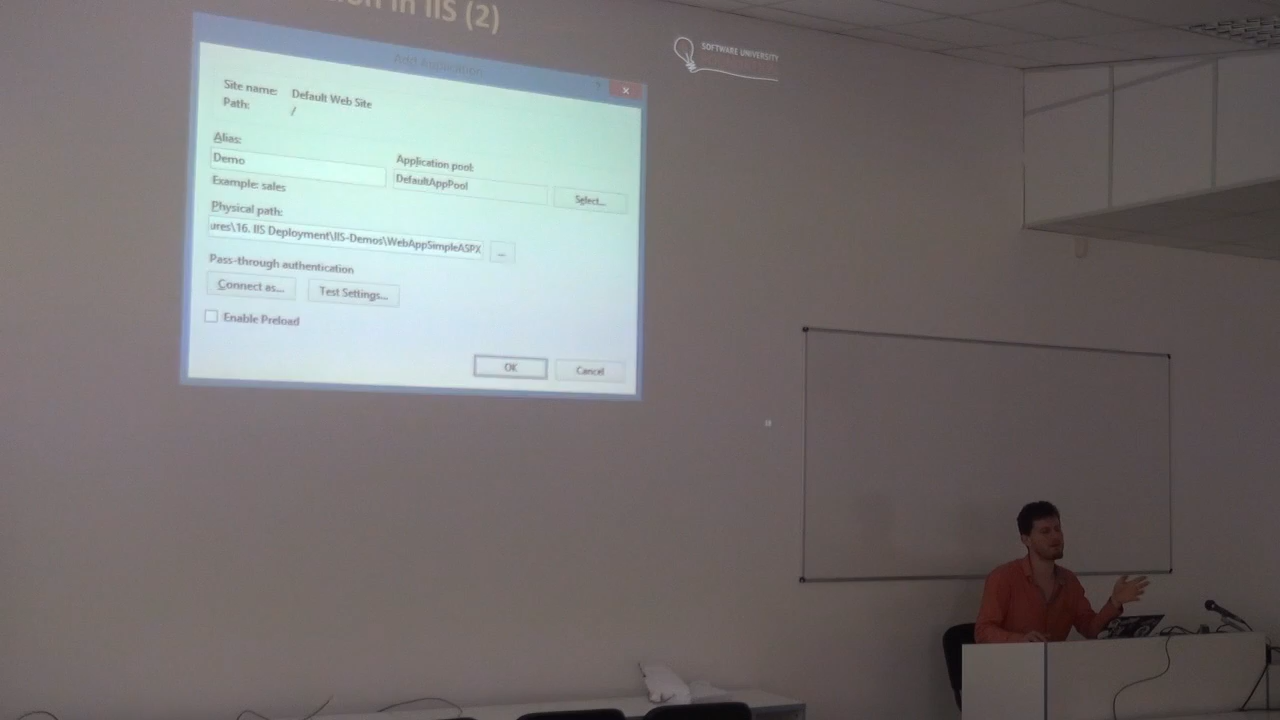 in IIS (2)
SOFTWARE UNIVERSITY
Add Application
? x
Site name: Default Web Site
Path: /
Alias:
Application pool:
Demo
DefaultAppPool
Select...
Example: sales
Physical path:
ures\16. IIS Deployment\IIS-Demos\WebAppSimpleASPX
...
Pass-through authentication
Connect as...
Test Settings...
Enable Preload
OK
Cancel